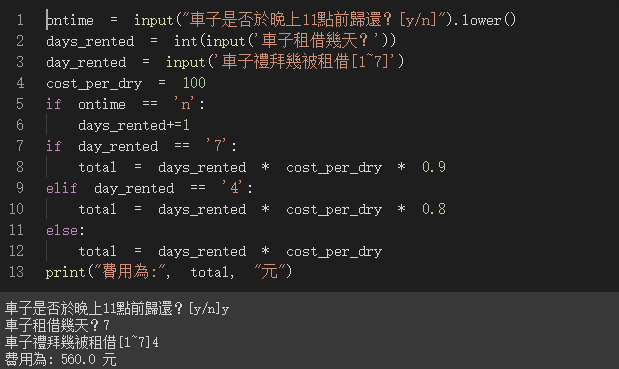 1 ontime = input("車子是否於晚上11點前歸還？[y/n]").lower()
2 days_rented = int(input('車子租借幾天？'))
3 day_rented = input('車子禮拜幾被租借[1~7]')
4 cost_per_dry = 100
5 if ontime == 'n':
6 days_rented+=1
7 if day_rented == '7':
8 total = days_rented * cost_per_dry * 0.9
9 elif day_rented == '4':
10 total = days_rented * cost_per_dry * 0.8
11 else:
12 total = days_rented * cost_per_dry
13 print("費用為:", total, "元")
車子是否於晚上11點前歸還？[y/n]y
車子租借幾天？7
車子禮拜幾被租借[1~7]4
費用為: 560.0 元